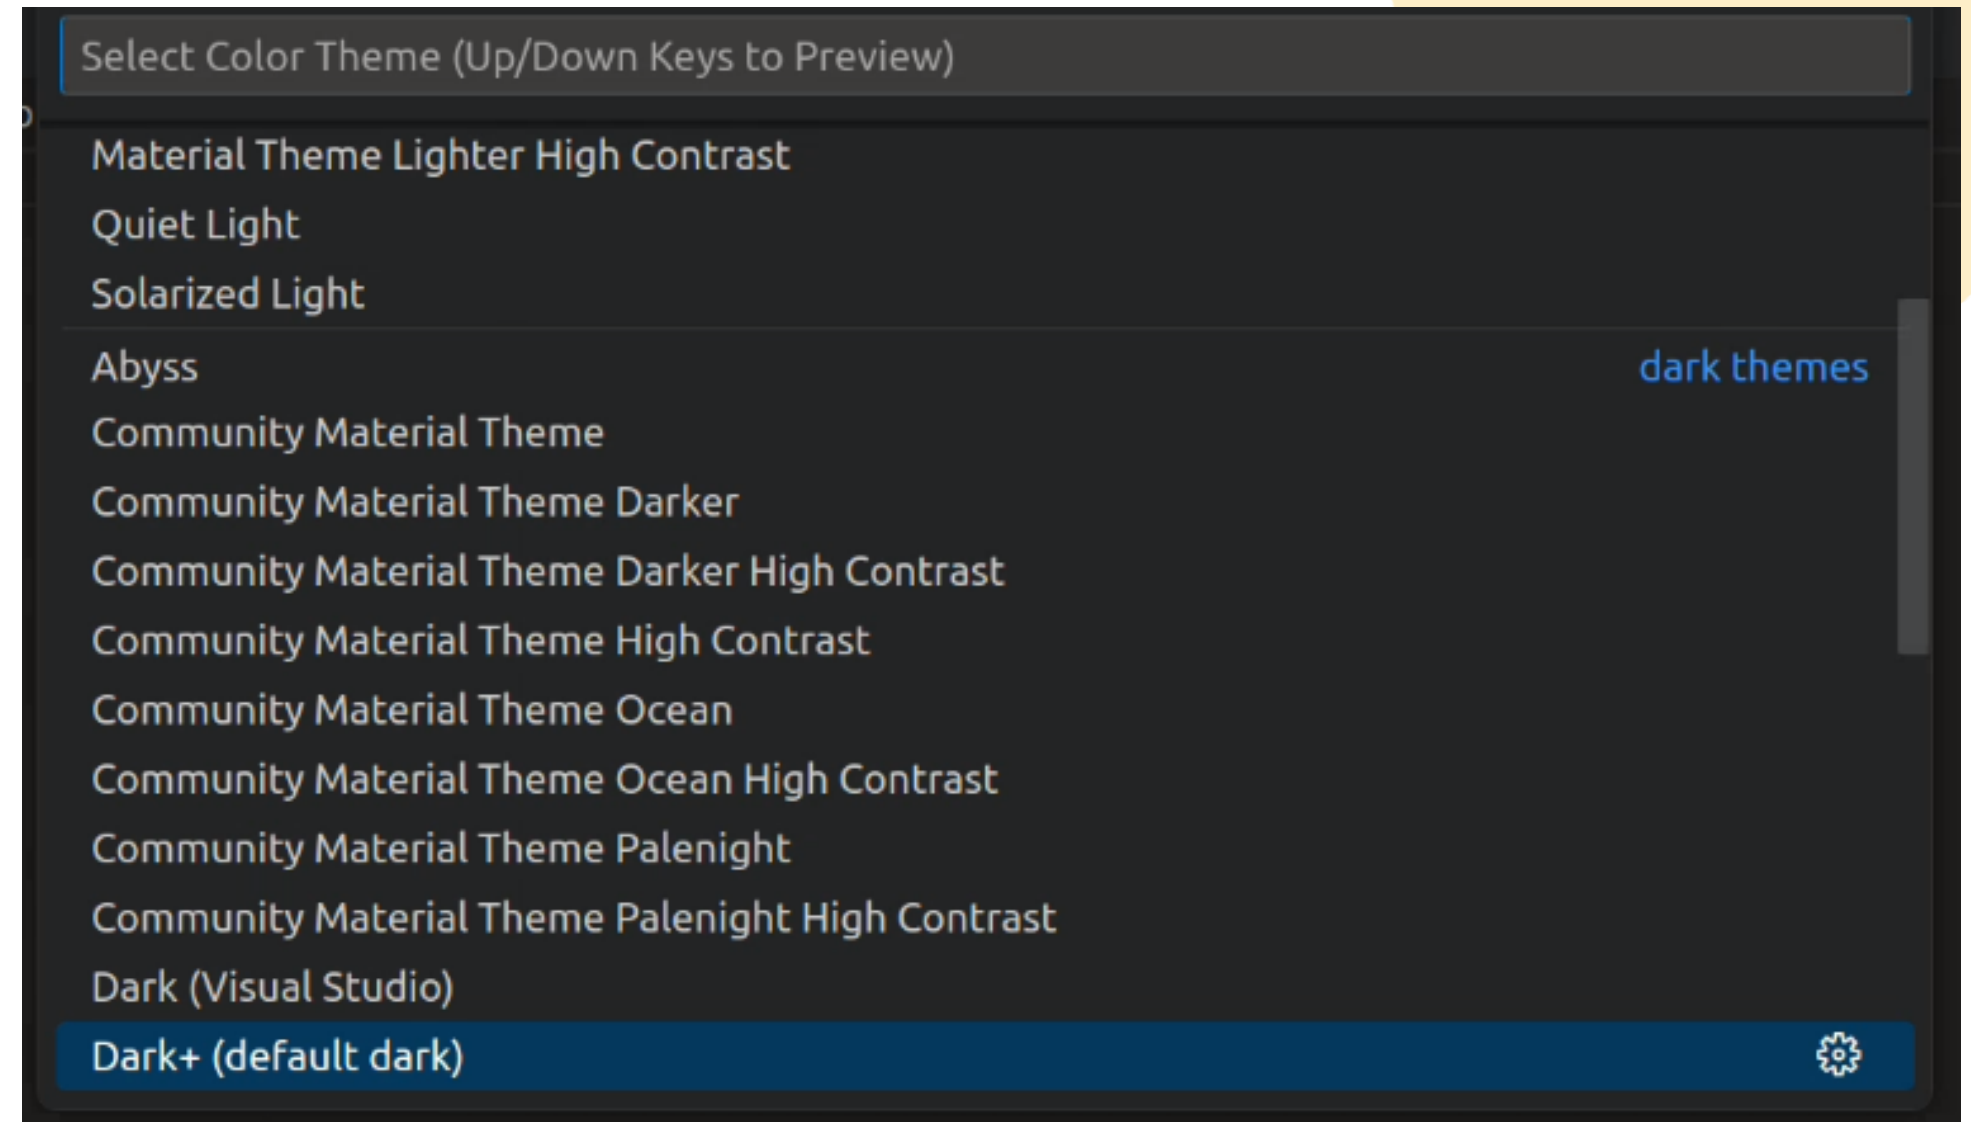 Select Color Theme (Up/Down Keys to Preview)
Material Theme Lighter High Contrast
Quiet Light
Solarized Light
Abyss dark themes
Community Material Theme
Community Material Theme Darker
Community Material Theme Darker High Contrast
Community Material Theme High Contrast
Community Material Theme Ocean
Community Material Theme Ocean High Contrast
Community Material Theme Palenight
Community Material Theme Palenight High Contrast
Dark (Visual Studio)
Dark+ (default dark)